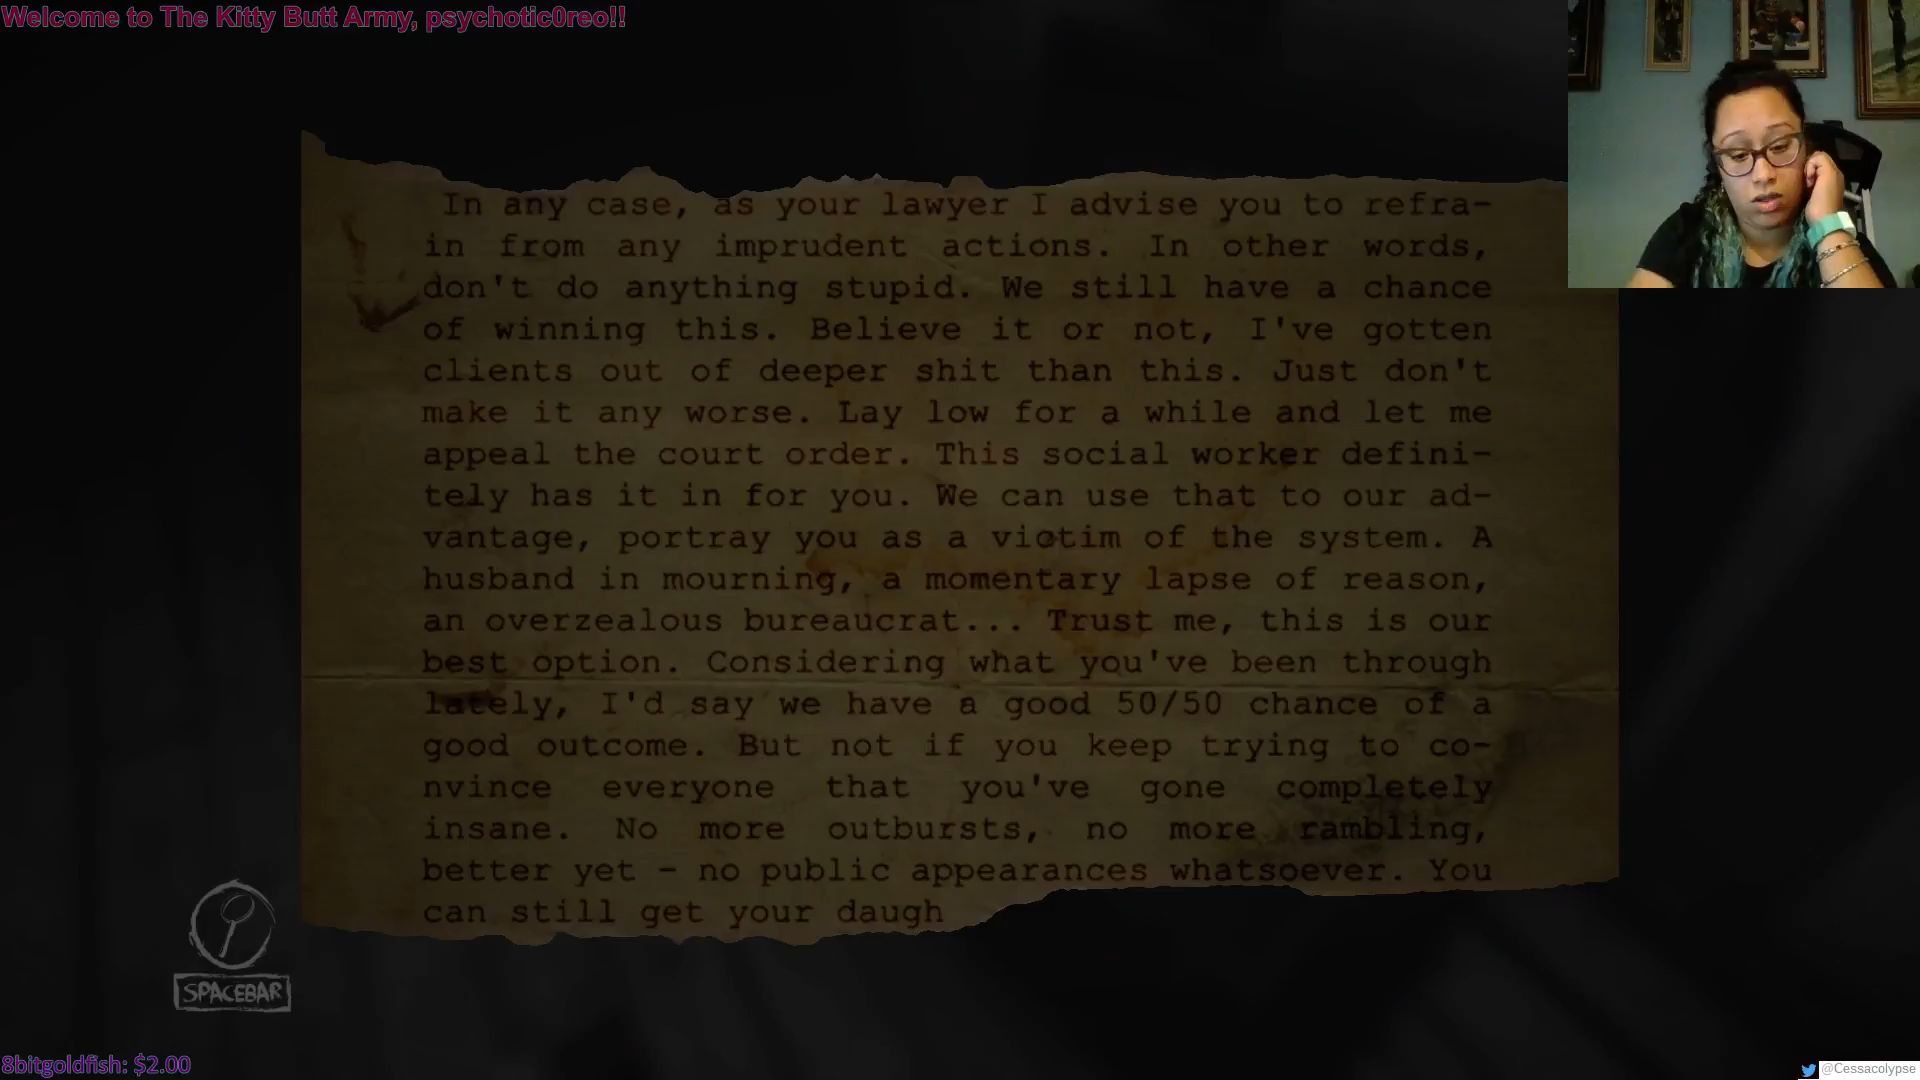 Welcome to The Kitty Butt Army, psychotic0reo!!
In any case, as your lawyer I advise you to refra-
in from any imprudent actions. In other words,
don't do anything stupid. We still have a chance
of winning this. Believe it or not, I've gotten
clients out of deeper shit than this. Just don't
make it any worse. Lay low for a while and let me
appeal the court order. This social worker defini-
tely has it in for you. We can use that to our ad-
vantage, portray you as a victim of the system. A
husband in mourning, a momentary lapse of reason,
an overzealous bureaucrat... Trust me, this is our
best option. Considering what you've been through
lately, I'd say we have a good 50/50 chance of a
good outcome. But not if you keep trying to co-
nvince everyone that you've gone completely
insane. No more outbursts, no more rambling,
better yet - no public appearances whatsoever. You
can still get your daugh
SPACEBAR
8bitgoldfish: $2.00
@Cessacolypse